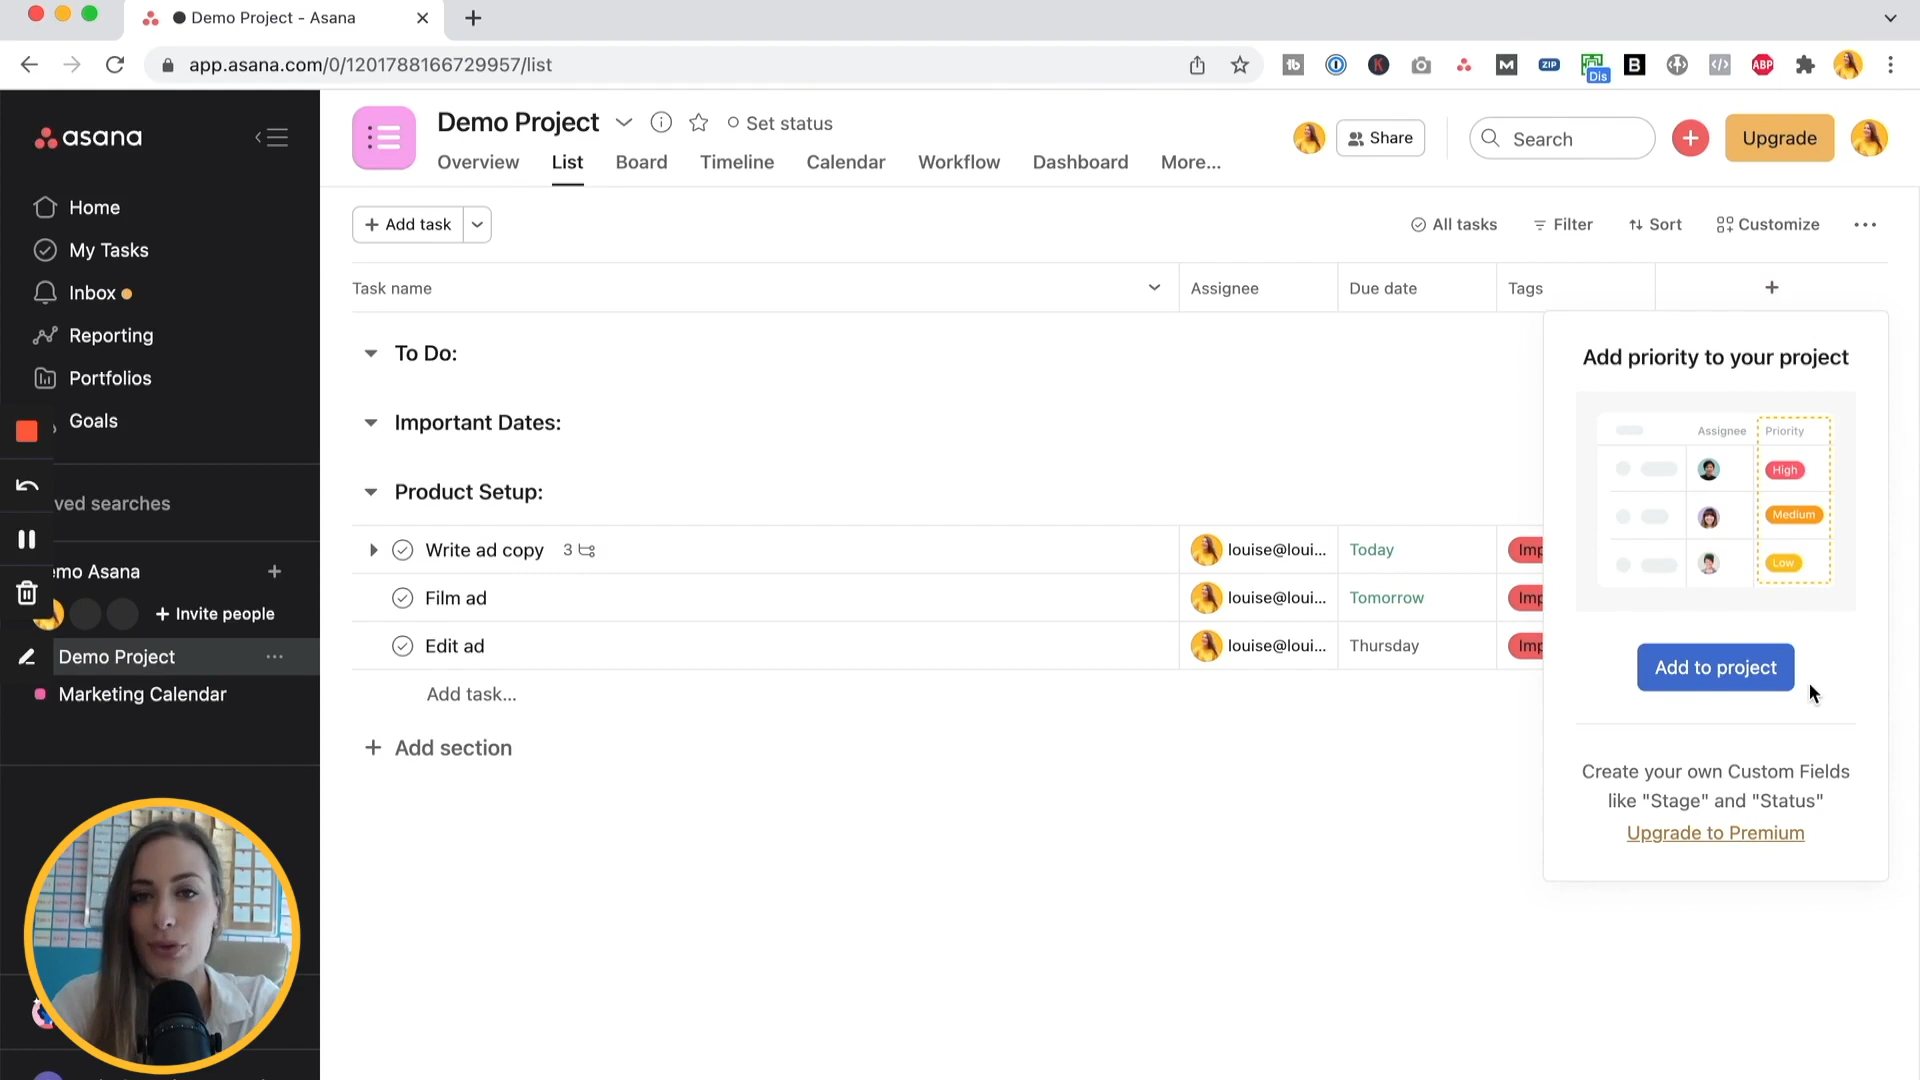 Demo Project - Asana
app.asana.com/0/1201788166729957/list
ZIP
Dis
B
ABP
asana
Home
My Tasks
Inbox
Reporting
Portfolios
Goals
ved searches
mo Asana
+ Invite people
Demo Project
Marketing Calendar
Demo Project
Set status
Share
Search
Upgrade
Overview
List
Board
Timeline
Calendar
Workflow
Dashboard
More...
+ Add task
All tasks
Filter
Sort
Customize
Task name
Assignee
Due date
Tags
To Do:
Important Dates:
Product Setup:
Write ad copy 3
louise@loui...
Today
Imp
Film ad
louise@loui...
Tomorrow
Imp
Edit ad
louise@loui...
Thursday
Imp
Add task...
+ Add section
Add priority to your project
Assignee
Priority
High
Medium
Low
Add to project
Create your own Custom Fields
like "Stage" and "Status"
Upgrade to Premium